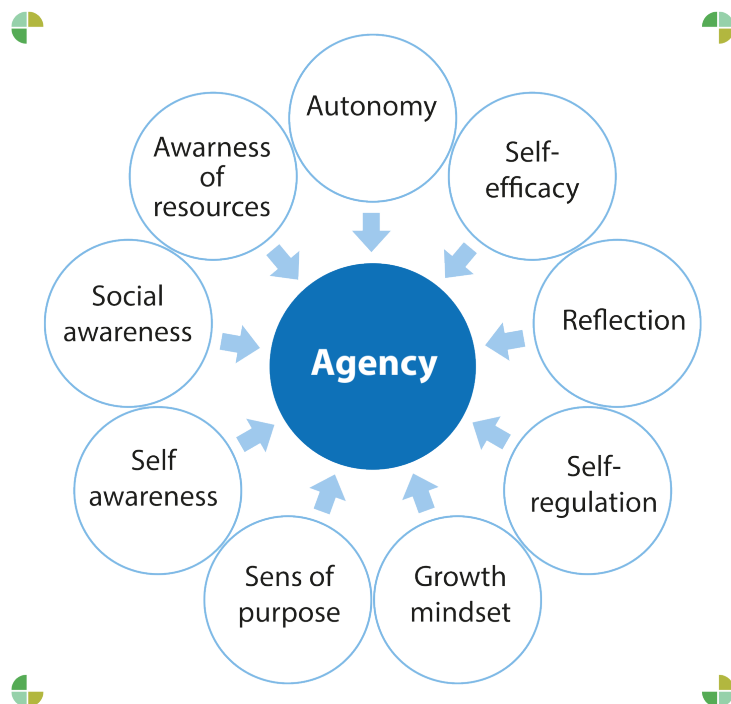 Autonomy
Self-
efficacy
Reflection
Self-
regulation
Growth
mindset
Sens of
purpose
Self
awareness
Social
awareness
Awarness
of
resources
Agency